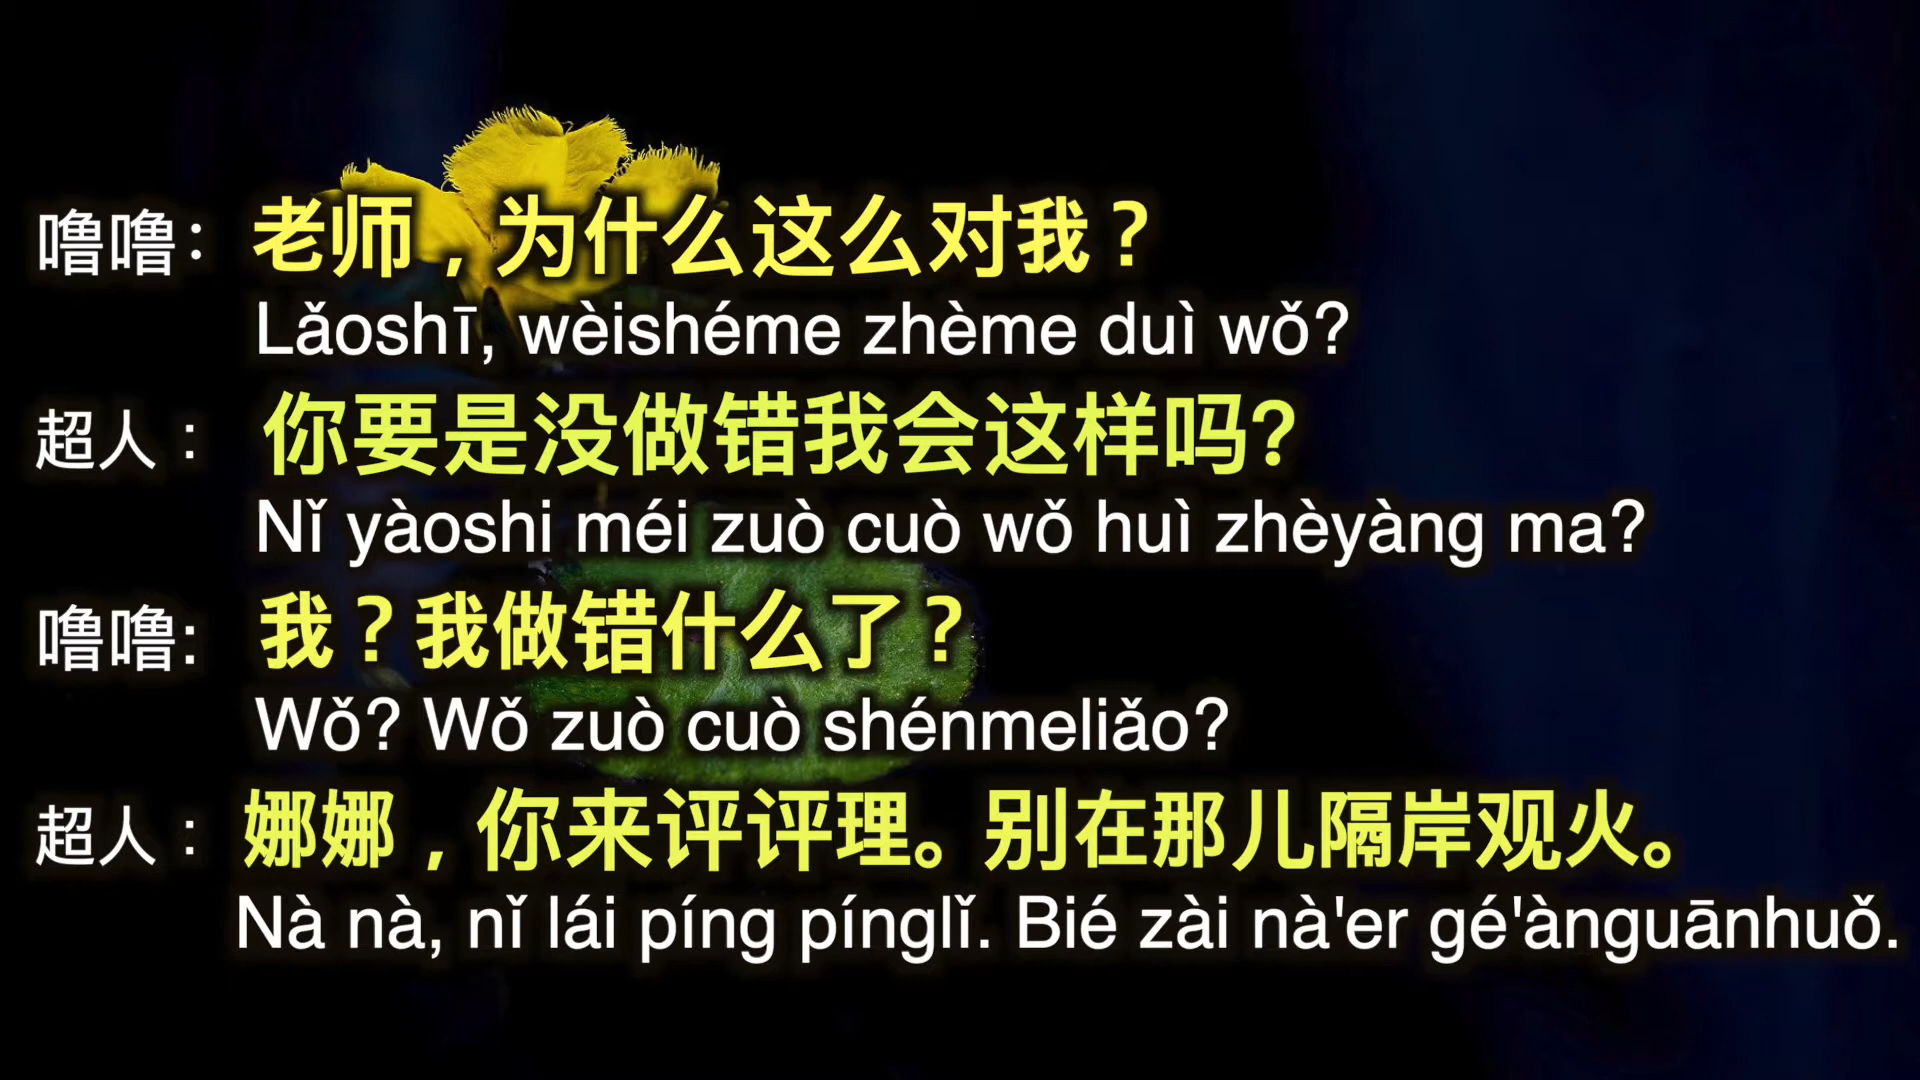 噜噜: 老师，为什么这么对我？
Lǎoshī, wèishéme zhème duì wǒ?
超人： 你要是没做错我会这样吗?
Nǐ yàoshi méi zuò cuò wǒ huì zhèyàng ma?
噜噜: 我？我做错什么了？
Wǒ? Wǒ zuò cuò shénmeliǎo?
超人： 娜娜，你来评评理。别在那儿隔岸观火。
Nà nà, nǐ lái píng pínglǐ. Bié zài nà'er gé'ànguānhuǒ.